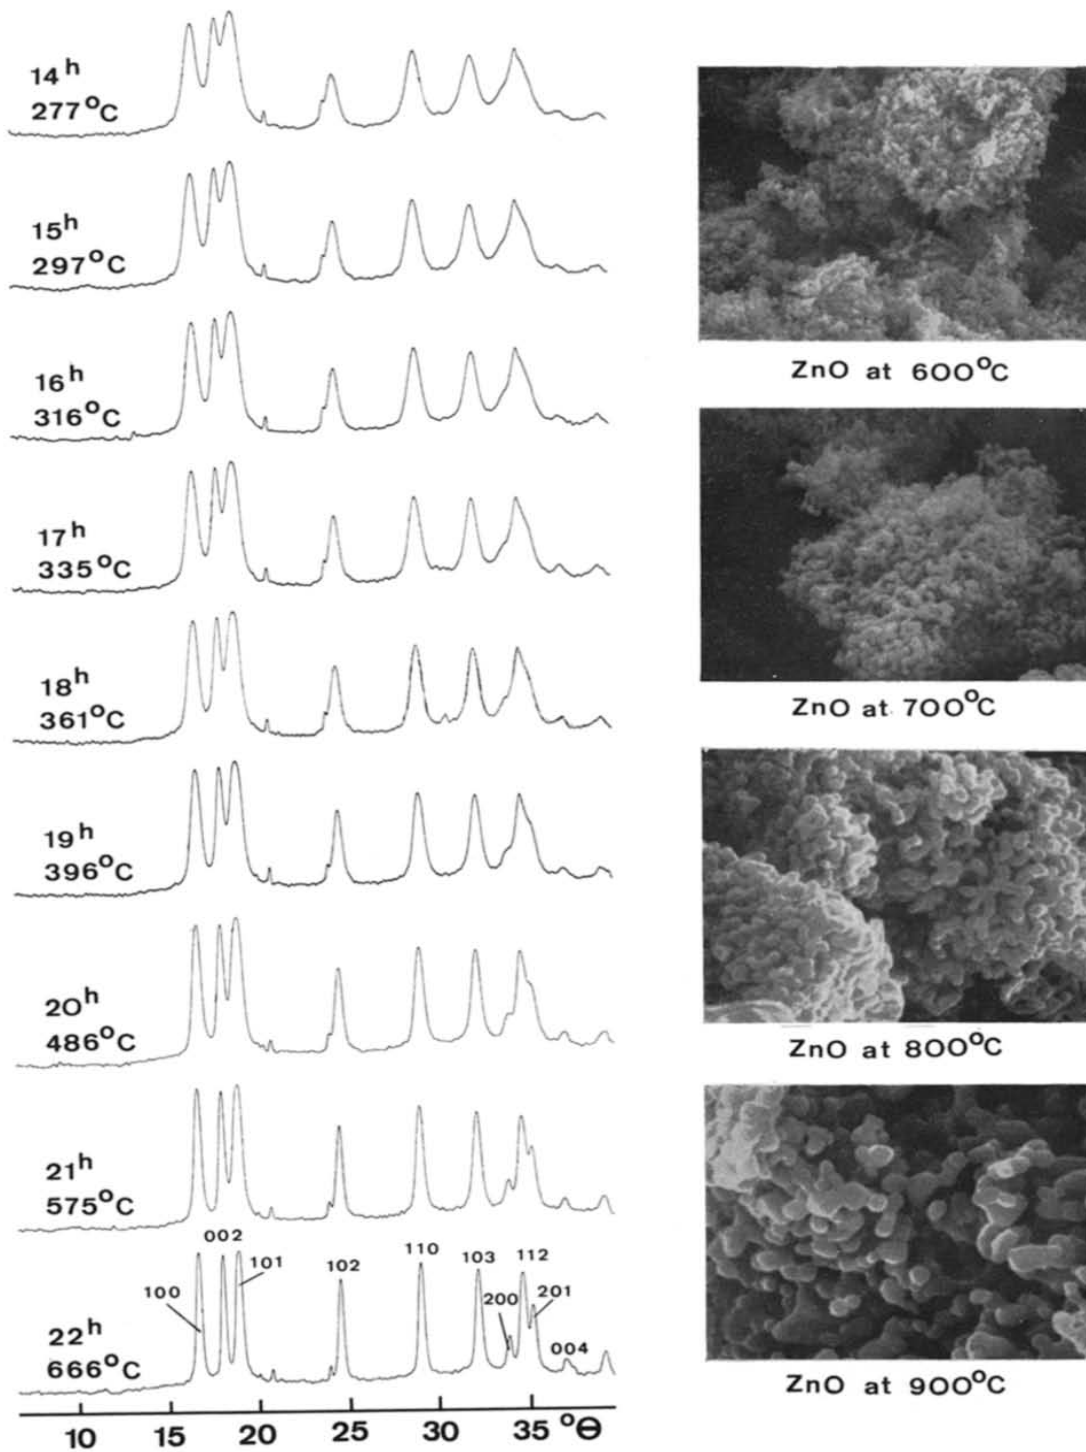 14h
277°C
15h
297°C
16h
316°C
17h
335°C
18h
361°C
19h
396°C
20h
486°C
21h
575°C
002
101
102
110
103
112
100
200
201
004
22h
666°C
10 15 20 25 30 35 °Θ
ZnO at 600°C
ZnO at 700°C
ZnO at 800°C
ZnO at 900°C